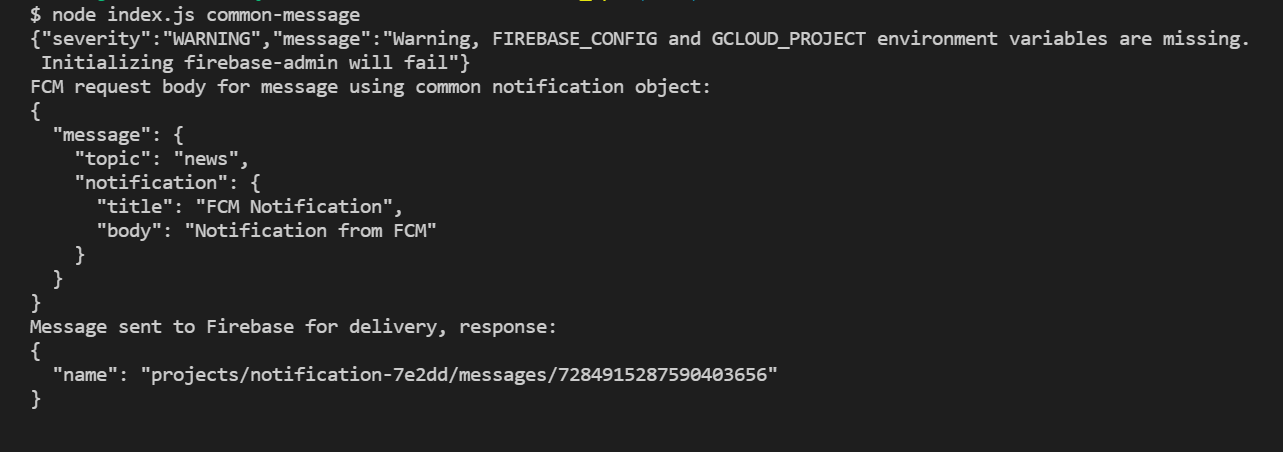 $ node index.js common-message
{"severity":"WARNING","message":"Warning, FIREBASE_CONFIG and GCLOUD_PROJECT environment variables are missing.
Initializing firebase-admin will fail"}
FCM request body for message using common notification object:
{
  "message": {
    "topic": "news",
    "notification": {
      "title": "FCM Notification",
      "body": "Notification from FCM"
    }
  }
}
Message sent to Firebase for delivery, response:
{
  "name": "projects/notification-7e2dd/messages/7284915287590403656"
}